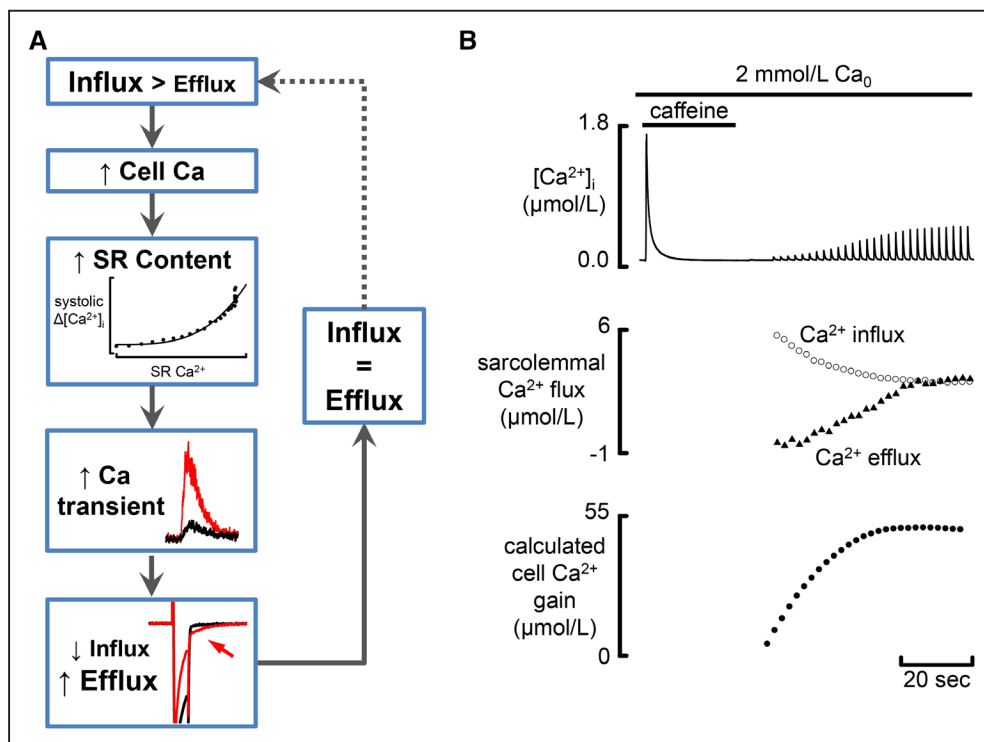 A
Influx > Efflux
↑ Cell Ca
↑ SR Content
systolic
Δ[Ca²⁺]ᵢ
SR Ca²⁺
↑ Ca
transient
↓ Influx
↑ Efflux
Influx
=
Efflux
B
2 mmol/L Ca₀
caffeine
1.8
[Ca²⁺]ᵢ
(μmol/L)
0.0
6
Ca²⁺ influx
sarcolemmal
Ca²⁺ flux
(μmol/L)
-1
Ca²⁺ efflux
55
calculated
cell Ca²⁺
gain
(μmol/L)
0
20 sec